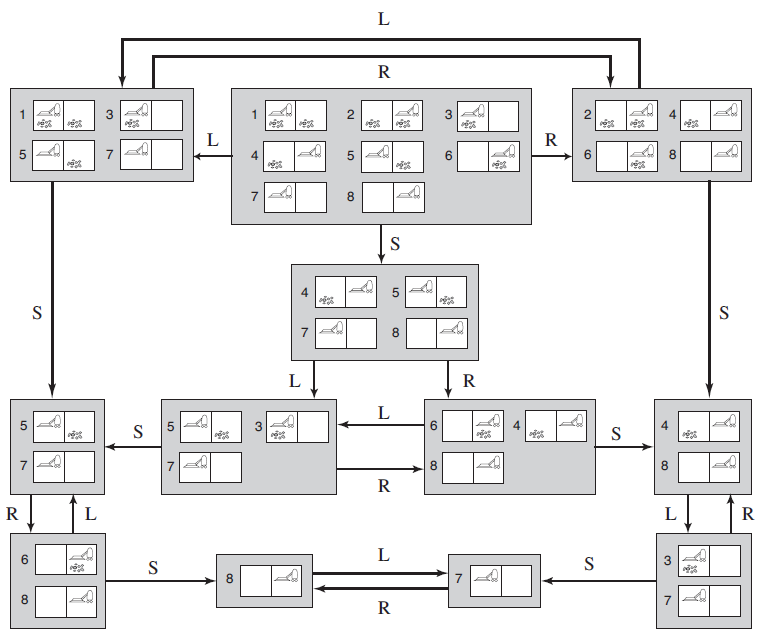 L
R
1 3 1 2 3 2 4
L R
5 7 4 5 6 6 8
7 8
S
4 5
S S
7 8
L R
5 5 3 L 6 4 4
S S
7 7 8 8
R
R L L R
6 L 3
S 8 7 S
8 R 7